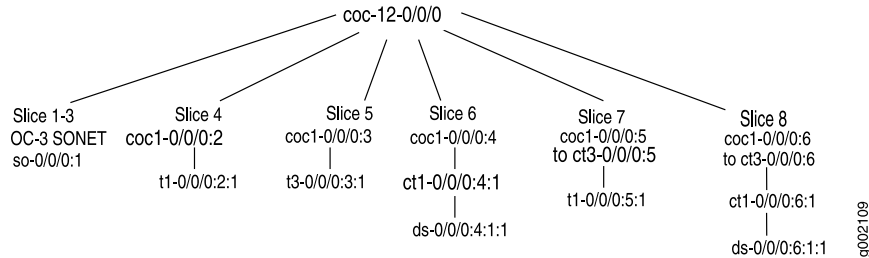 coc-12-0/0/0
Slice 1-3
OC-3 SONET
so-0/0/0:1
Slice 4
coc1-0/0/0:2
t1-0/0/0:2:1
Slice 5
coc1-0/0/0:3
t3-0/0/0:3:1
Slice 6
coc1-0/0/0:4
ct1-0/0/0:4:1
ds-0/0/0:4:1:1
Slice 7
coc1-0/0/0:5
to ct3-0/0/0:5
t1-0/0/0:5:1
Slice 8
coc1-0/0/0:6
to ct3-0/0/0:6
ct1-0/0/0:6:1
ds-0/0/0:6:1:1
g002109